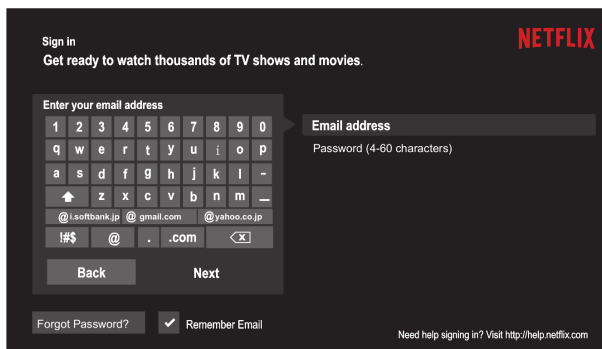 NETFLIX
Sign in
Get ready to watch thousands of TV shows and movies.
Enter your email address
1 2 3 4 5 6 7 8 9 0
q w e r t y u i o p
a s d f g h j k l -
z x c v b n m _
@i.softbank.jp @ gmail.com @yahoo.co.jp
!#$ @ . .com
Back Next
Email address
Password (4-60 characters)
Forgot Password? Remember Email
Need help signing in? Visit http://help.netflix.com